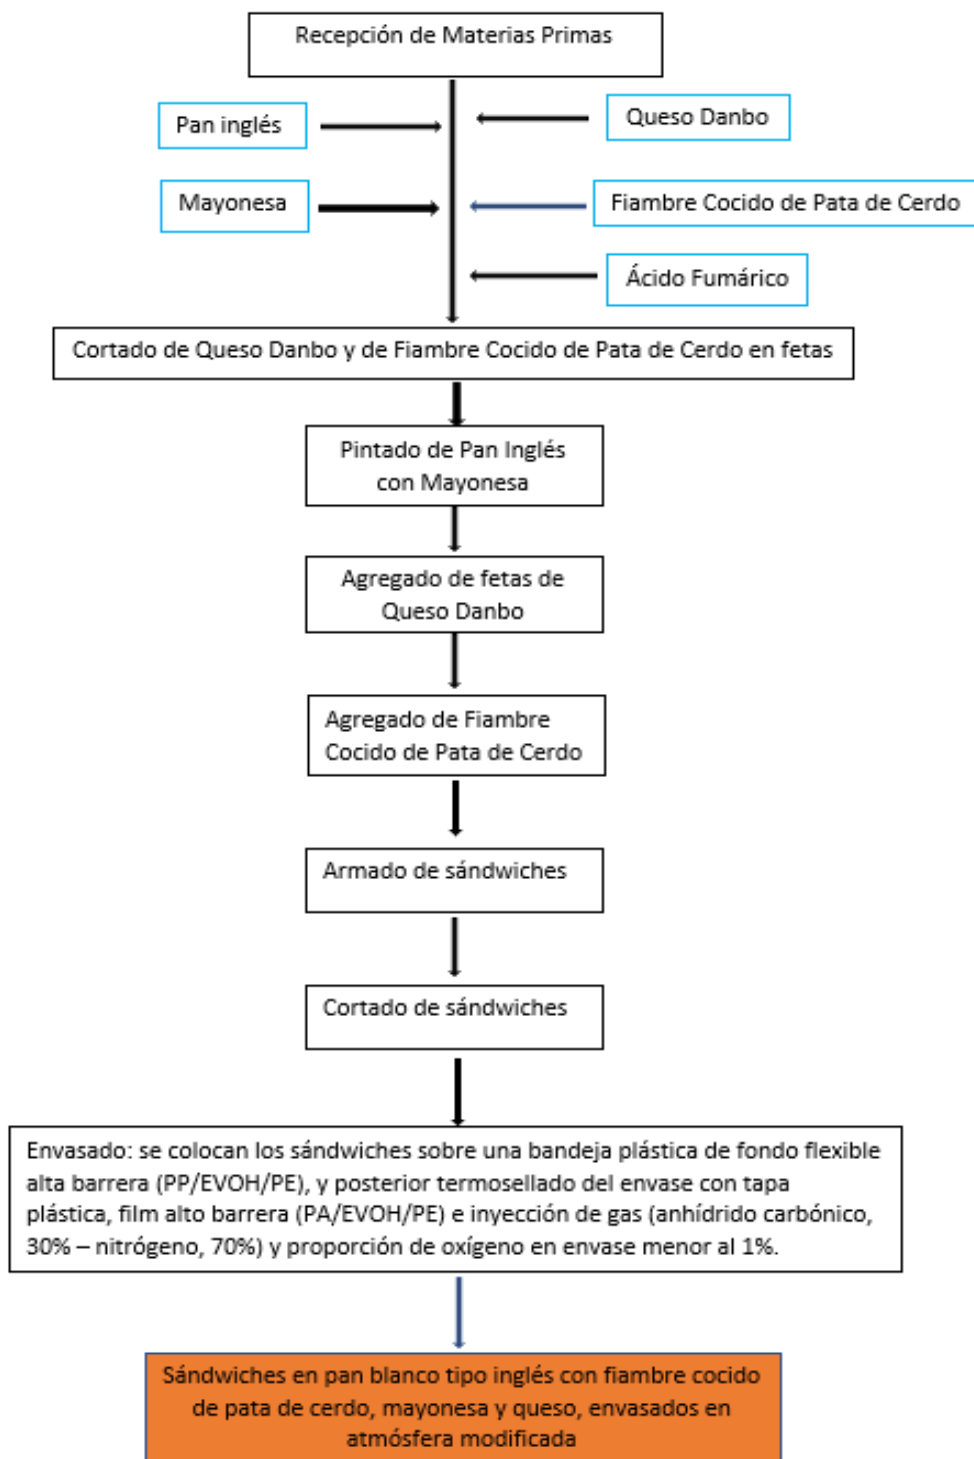 Recepción de Materias Primas
Pan inglés
Queso Danbo
Mayonesa
Fiambre Cocido de Pata de Cerdo
Ácido Fumárico
Cortado de Queso Danbo y de Fiambre Cocido de Pata de Cerdo en fetas
Pintado de Pan Inglés
con Mayonesa
Agregado de fetas de
Queso Danbo
Agregado de Fiambre
Cocido de Pata de Cerdo
Armado de sándwiches
Cortado de sándwiches
Envasado: se colocan los sándwiches sobre una bandeja plástica de fondo flexible
alta barrera (PP/EVOH/PE), y posterior termosellado del envase con tapa
plástica, film alto barrera (PA/EVOH/PE) e inyección de gas (anhídrido carbónico,
30% – nitrógeno, 70%) y proporción de oxígeno en envase menor al 1%.
Sándwiches en pan blanco tipo inglés con fiambre cocido
de pata de cerdo, mayonesa y queso, envasados en
atmósfera modificada